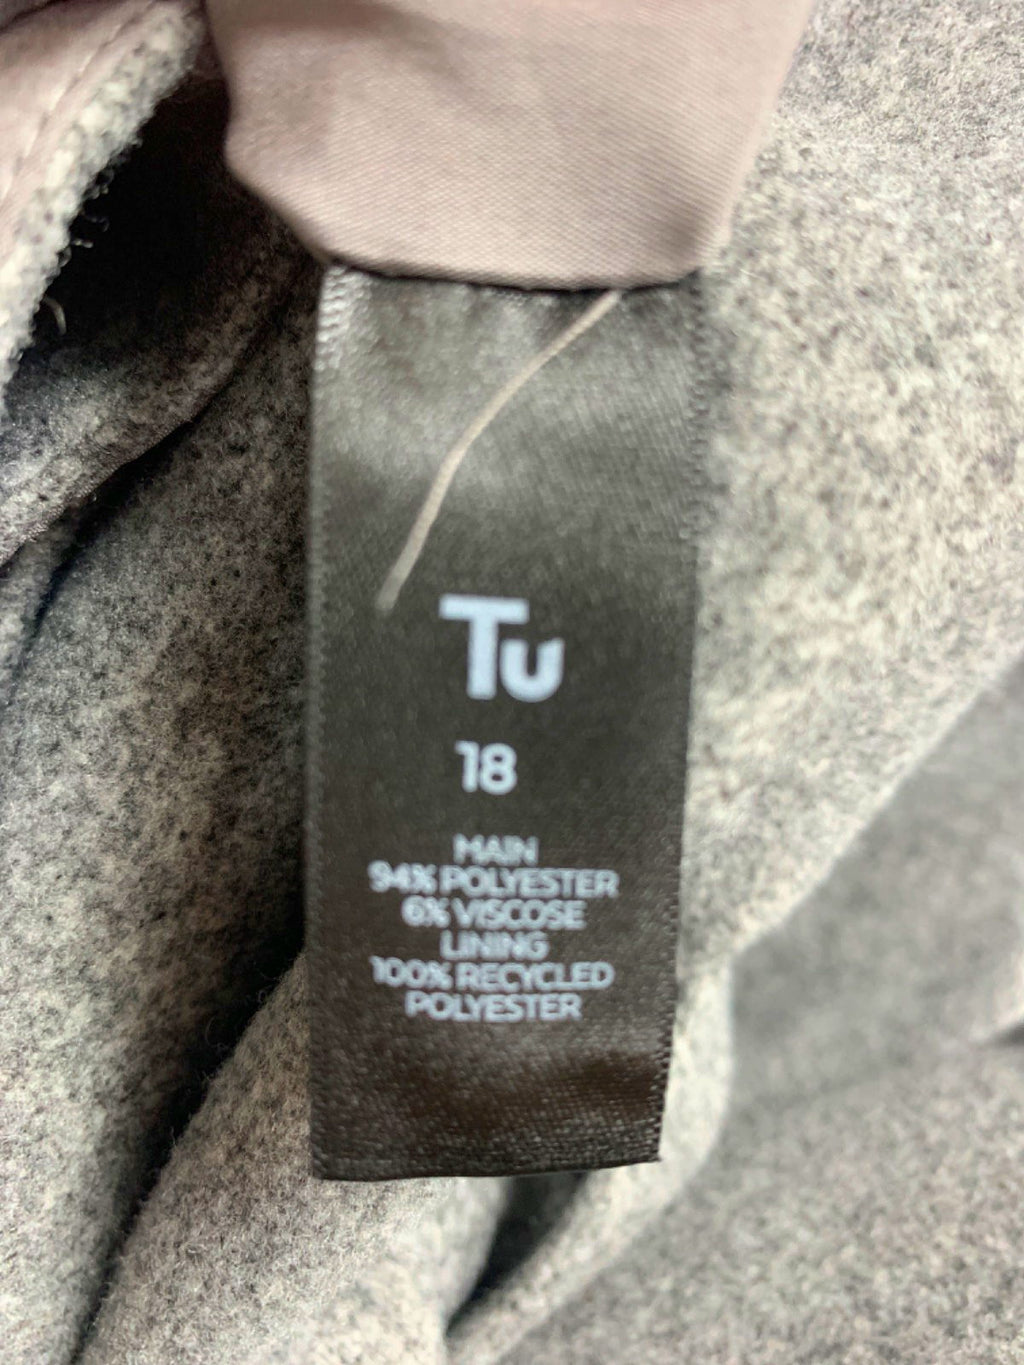 Tu
18
MAIN
94% POLYESTER
6% VISCOSE
LINING
100% RECYCLED
POLYESTER